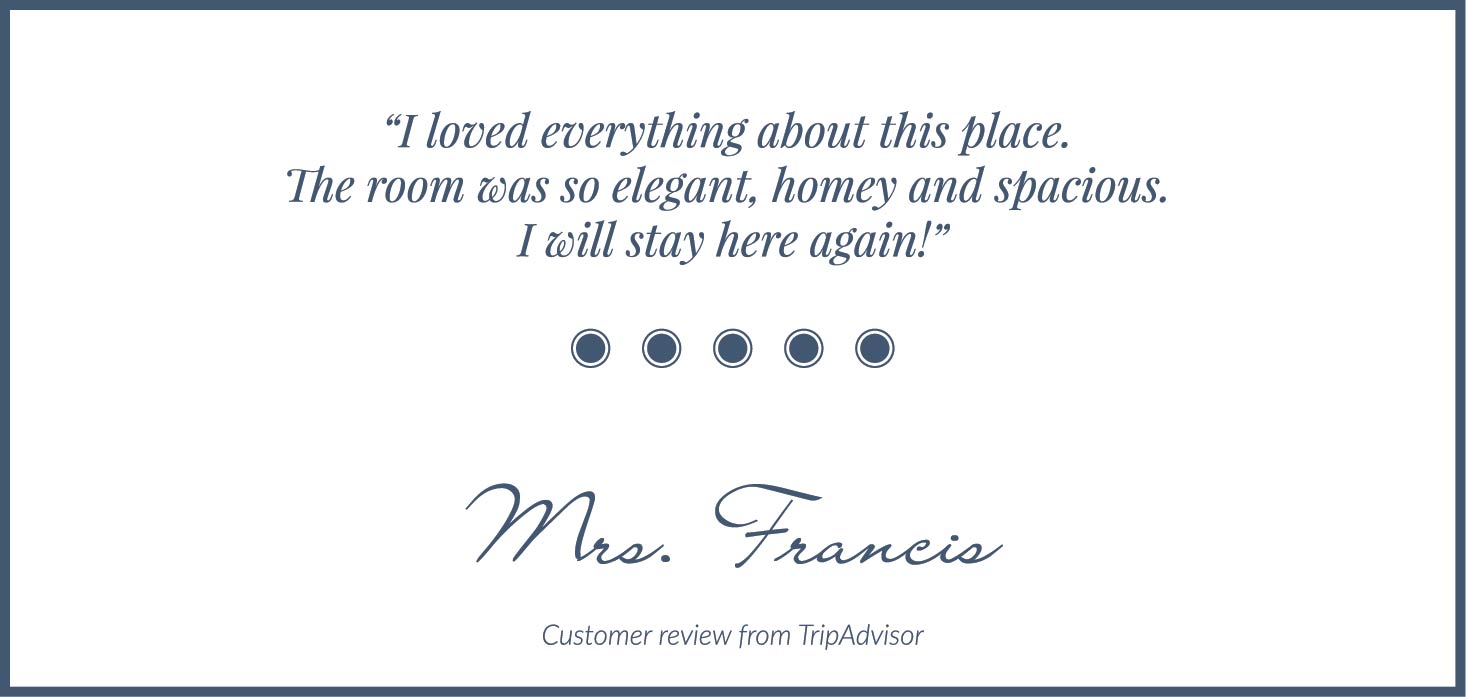 “I loved everything about this place.
The room was so elegant, homey and spacious.
I will stay here again!”
Mrs. Francis
Customer review from TripAdvisor